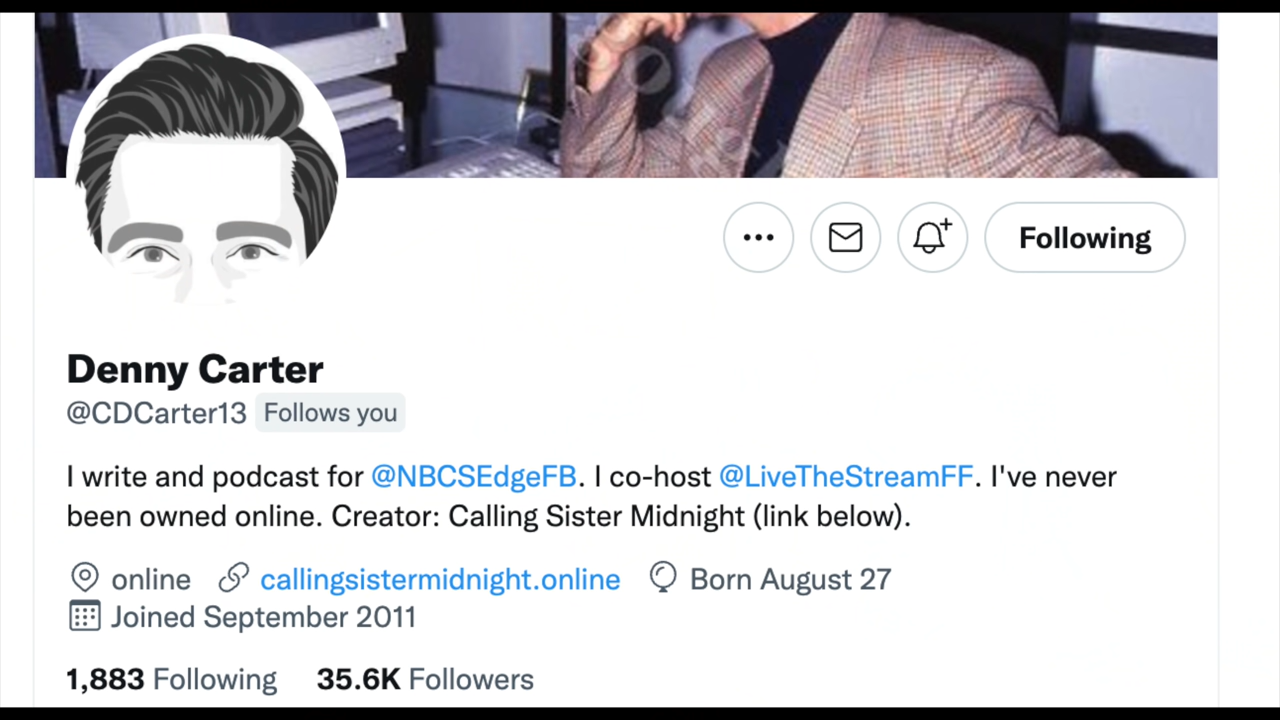 Following
Denny Carter
@CDCarter13 Follows you
I write and podcast for @NBCSEdgeFB. I co-host @LiveTheStreamFF. I've never
been owned online. Creator: Calling Sister Midnight (link below).
online callingsistermidnight.online Born August 27
Joined September 2011
1,883 Following 35.6K Followers